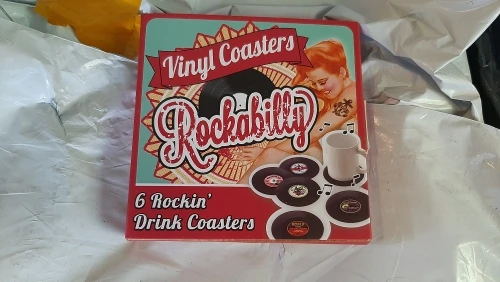 Vinyl Coasters
Rockabilly
6 Rockin'
Drink Coasters